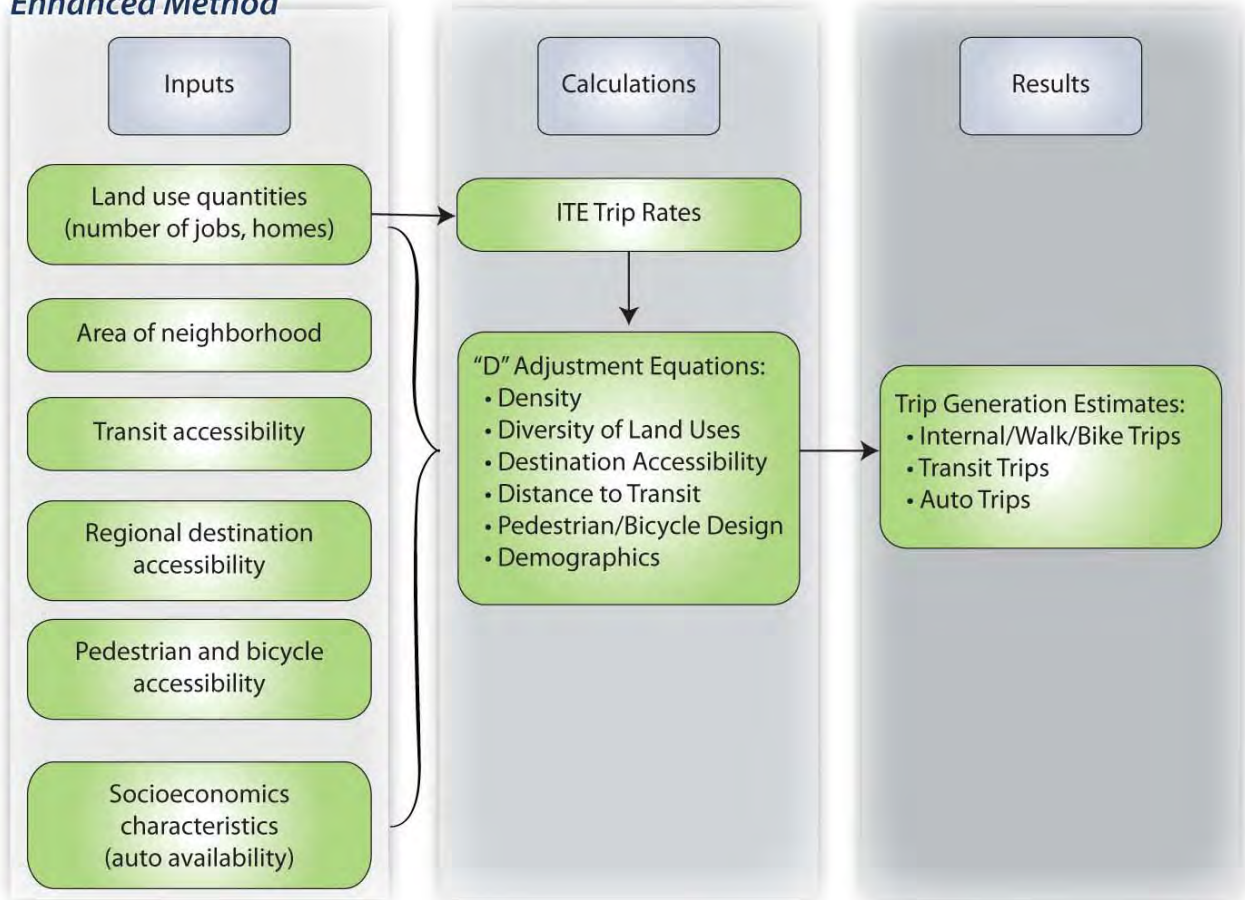 Enhanced Method
Inputs
Land use quantities
(number of jobs, homes)
Area of neighborhood
Transit accessibility
Regional destination
accessibility
Pedestrian and bicycle
accessibility
Socioeconomics
characteristics
(auto availability)
Calculations
ITE Trip Rates
"D" Adjustment Equations:
• Density
• Diversity of Land Uses
• Destination Accessibility
• Distance to Transit
• Pedestrian/Bicycle Design
• Demographics
Results
Trip Generation Estimates:
• Internal/Walk/Bike Trips
• Transit Trips
• Auto Trips